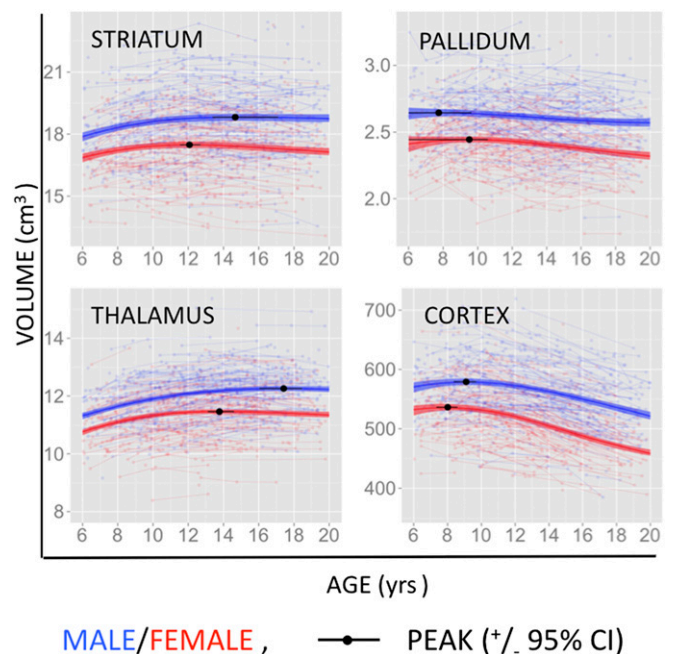 STRIATUM
21
18
15
6 8 10 12 14 16 18 20
PALLIDUM
3.0
2.5
2.0
6 8 10 12 14 16 18 20
VOLUME (cm³)
THALAMUS
14
12
10
8
6 8 10 12 14 16 18 20
CORTEX
700
600
500
400
6 8 10 12 14 16 18 20
AGE (yrs)
MALE/FEMALE , PEAK (⁺/₋ 95% CI)